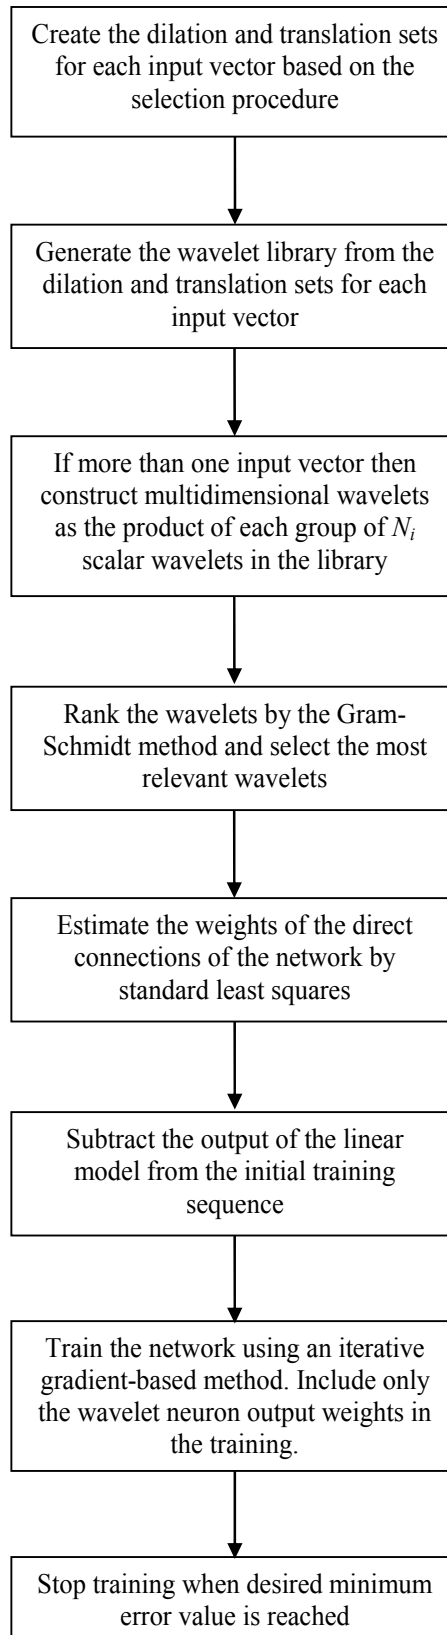 Create the dilation and translation sets
for each input vector based on the
selection procedure
Generate the wavelet library from the
dilation and translation sets for each
input vector
If more than one input vector then
construct multidimensional wavelets
as the product of each group of Nᵢ
scalar wavelets in the library
Rank the wavelets by the Gram-
Schmidt method and select the most
relevant wavelets
Estimate the weights of the direct
connections of the network by
standard least squares
Subtract the output of the linear
model from the initial training
sequence
Train the network using an iterative
gradient-based method. Include only
the wavelet neuron output weights in
the training.
Stop training when desired minimum
error value is reached